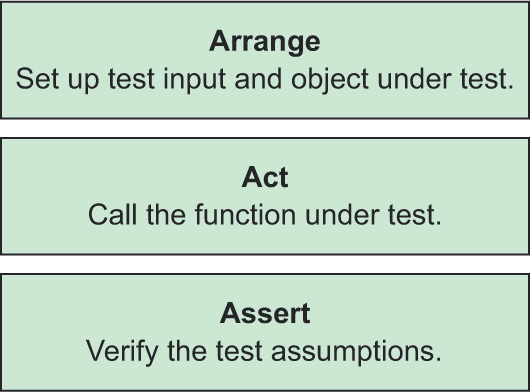 Arrange
Set up test input and object under test.
Act
Call the function under test.
Assert
Verify the test assumptions.